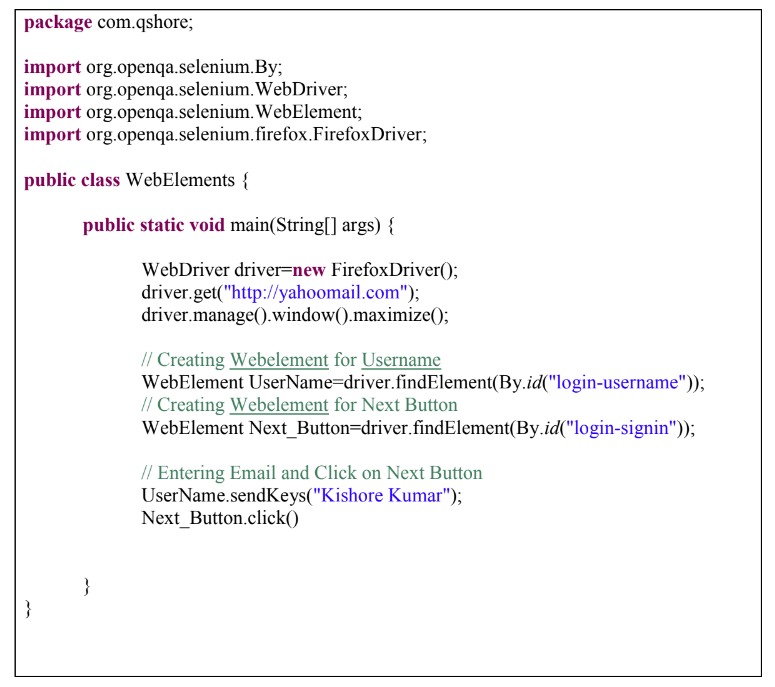 package com.qshore;
import org.openqa.selenium.By;
import org.openqa.selenium.WebDriver;
import org.openqa.selenium.WebElement;
import org.openqa.selenium.firefox.FirefoxDriver;
public class WebElements {
public static void main(String[] args) {
WebDriver driver=new FirefoxDriver();
driver.get("http://yahoomail.com");
driver.manage().window().maximize();
// Creating Webelement for Username
WebElement UserName=driver.findElement(By.id("login-username"));
// Creating Webelement for Next Button
WebElement Next_Button=driver.findElement(By.id("login-signin"));
// Entering Email and Click on Next Button
UserName.sendKeys("Kishore Kumar");
Next_Button.click()
}
}